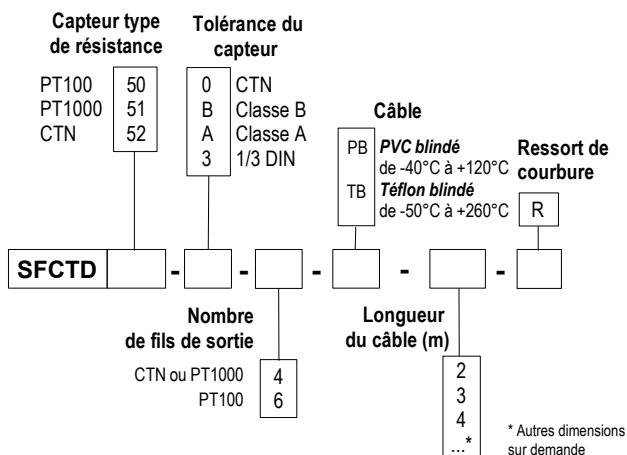 Capteur type
de résistance
PT100 50
PT1000 51
CTN 52
Tolérance du
capteur
0 CTN
B Classe B
A Classe A
3 1/3 DIN
Câble
PB PVC blindé
de -40°C à +120°C
TB Téflon blindé
de -50°C à +260°C
Ressort de
courbure
R
SFCTD - - - - -
Nombre
de fils de sortie
CTN ou PT1000 4
PT100 6
Longueur
du câble (m)
2
3
4
...*
* Autres dimensions
sur demande